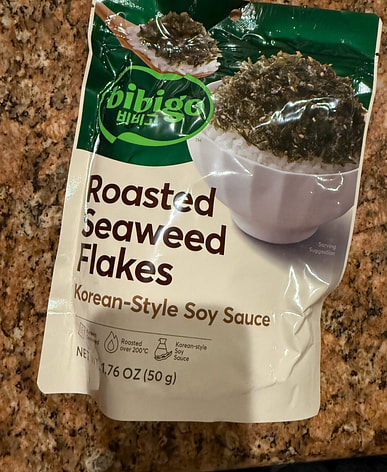 bibigo
비비고
TM
Roasted
Seaweed
Flakes
Korean-Style Soy Sauce
Serving
Suggestion
Roasted
over 200°C
Korean-style
Soy
Sauce
1.76 OZ (50 g)